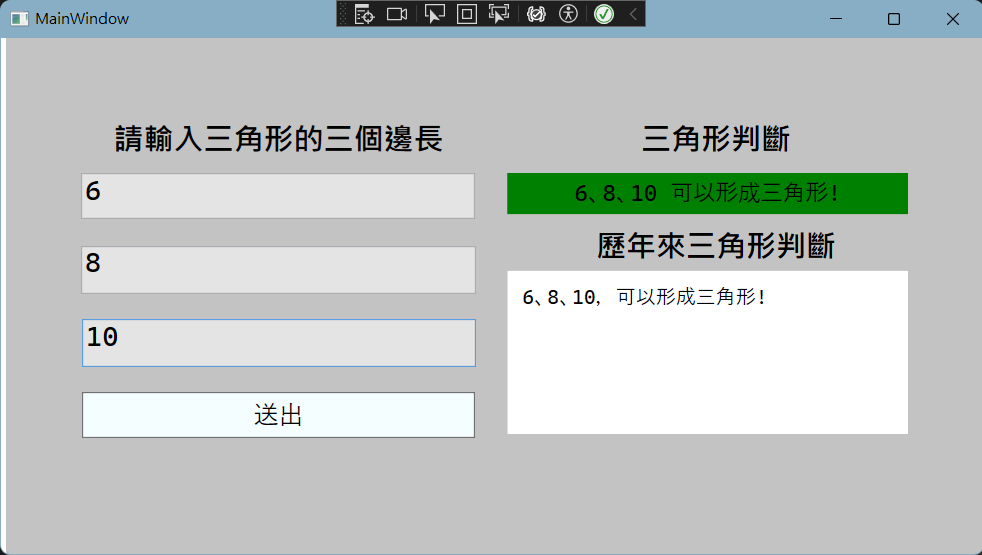 MainWindow
請輸入三角形的三個邊長
6
8
10
送出
三角形判斷
6、8、10 可以形成三角形!
歷年來三角形判斷
6、8、10, 可以形成三角形!